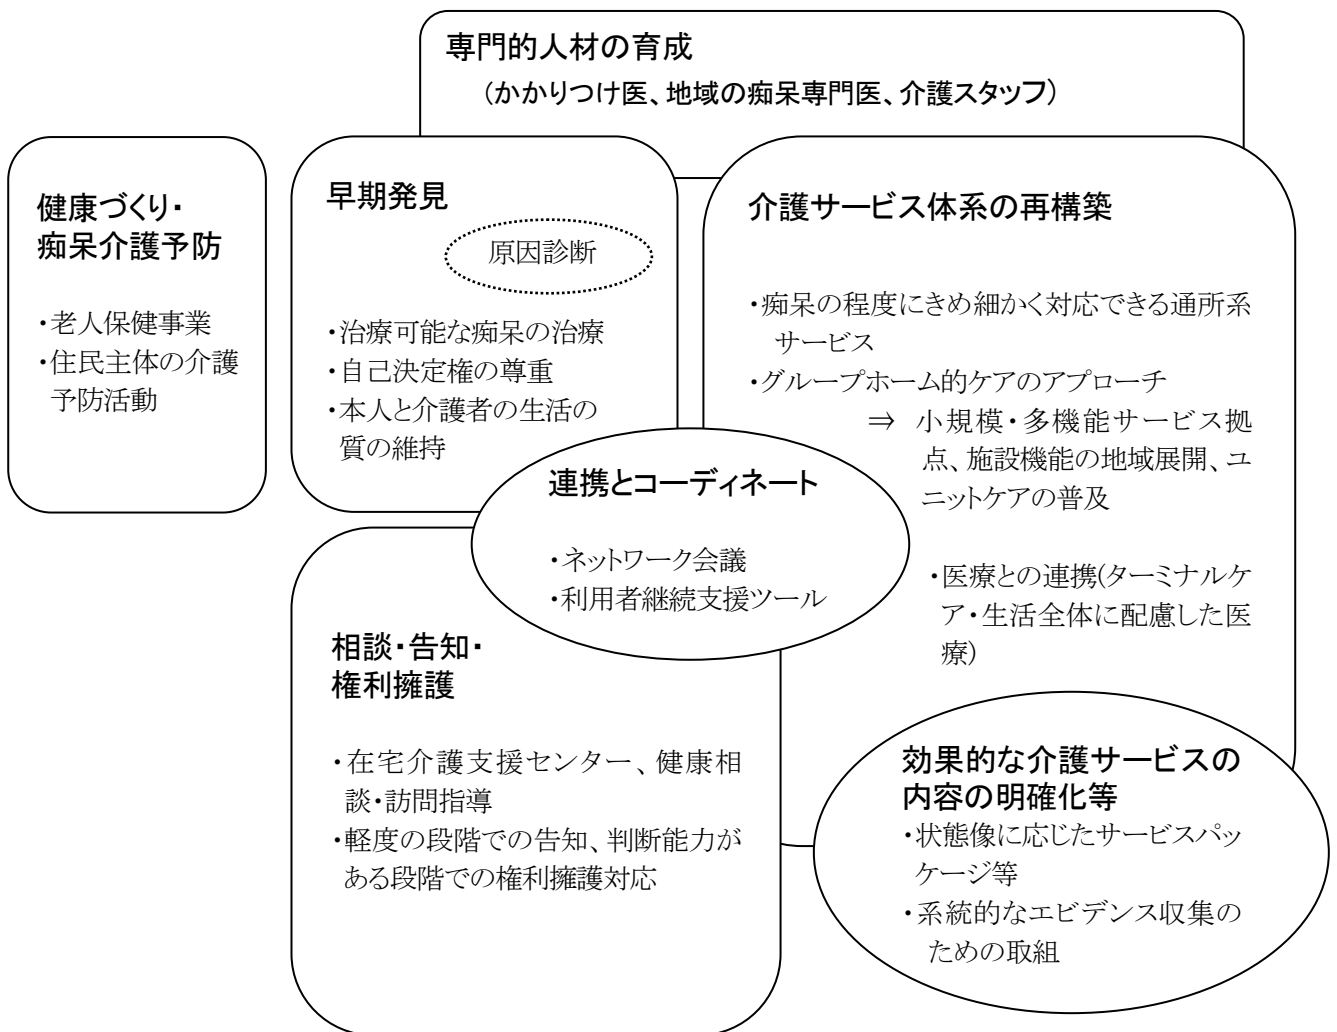 専門的人材の育成
（かかりつけ医、地域の痴呆専門医、介護スタッフ）
健康づくり・
痴呆介護予防
・老人保健事業
・住民主体の介護
予防活動
早期発見
原因診断
・治療可能な痴呆の治療
・自己決定権の尊重
・本人と介護者の生活の
質の維持
介護サービス体系の再構築
・痴呆の程度にきめ細かく対応できる通所系
サービス
・グループホーム的ケアのアプローチ
⇒ 小規模・多機能サービス拠
点、施設機能の地域展開、ユ
ニットケアの普及
・医療との連携(ターミナルケ
ア・生活全体に配慮した医
療)
連携とコーディネート
・ネットワーク会議
・利用者継続支援ツール
相談・告知・
権利擁護
・在宅介護支援センター、健康相
談・訪問指導
・軽度の段階での告知、判断能力が
ある段階での権利擁護対応
効果的な介護サービスの
内容の明確化等
・状態像に応じたサービスパッ
ケージ等
・系統的なエビデンス収集の
ための取組